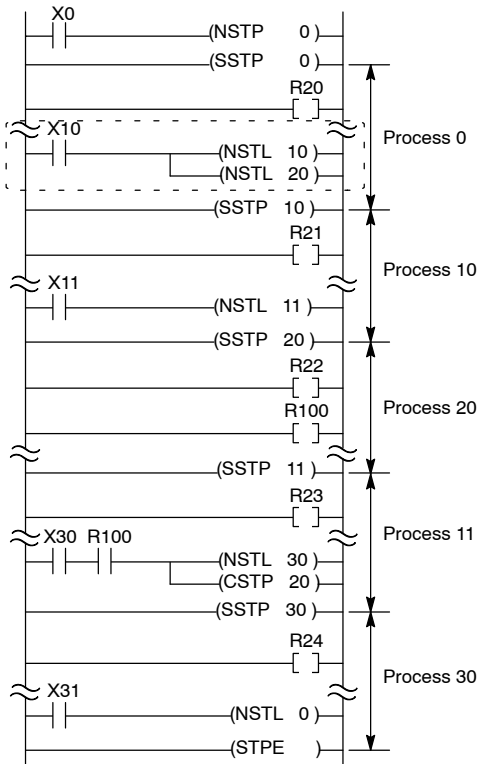 X0
(NSTP 0)
(SSTP 0)
R20
Process 0
X10
(NSTL 10)
(NSTL 20)
(SSTP 10)
R21
Process 10
X11
(NSTL 11)
(SSTP 20)
R22
Process 20
R100
(SSTP 11)
R23
Process 11
X30 R100
(NSTL 30)
(CSTP 20)
(SSTP 30)
R24
Process 30
X31
(NSTL 0)
(STPE )